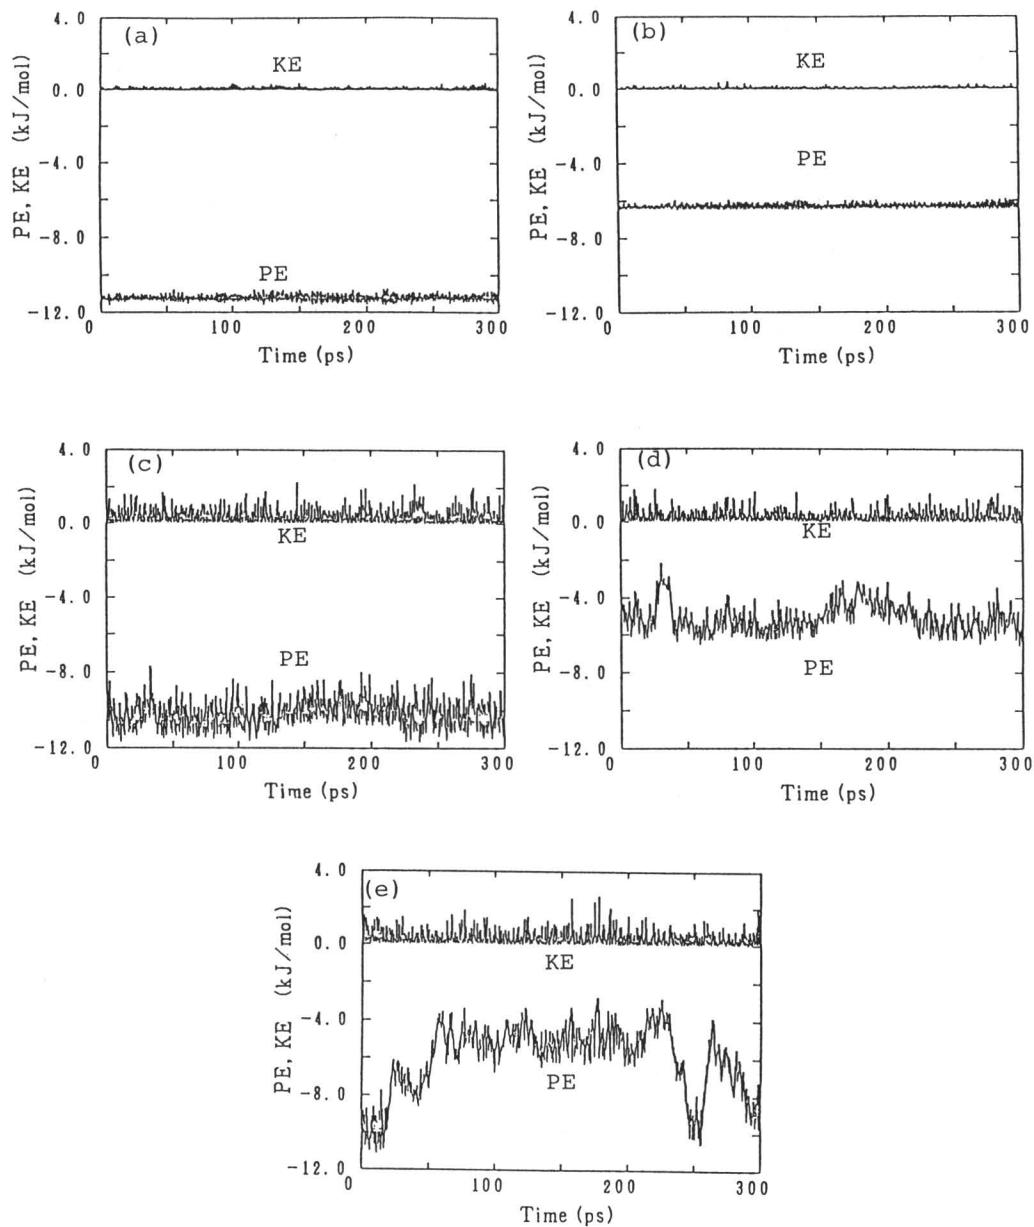 (a)
KE
PE
PE, KE (kJ/mol)
4.0
0.0
-4.0
-8.0
-12.0
0 100 200 300
Time (ps)
(b)
KE
PE
PE, KE (kJ/mol)
4.0
0.0
-4.0
-8.0
-12.0
0 100 200 300
Time (ps)
(c)
KE
PE
PE, KE (kJ/mol)
4.0
0.0
-4.0
-8.0
-12.0
0 100 200 300
Time (ps)
(d)
KE
PE
PE, KE (kJ/mol)
4.0
0.0
-4.0
-8.0
-12.0
0 100 200 300
Time (ps)
(e)
KE
PE
PE, KE (kJ/mol)
4.0
0.0
-4.0
-8.0
-12.0
0 100 200 300
Time (ps)